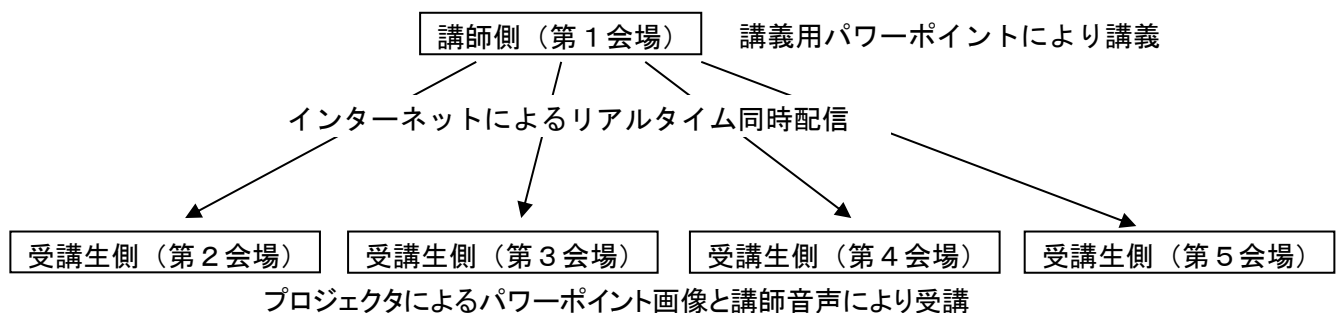 講師側（第１会場） 講義用パワーポイントにより講義
インターネットによるリアルタイム同時配信
受講生側（第２会場） 受講生側（第３会場） 受講生側（第４会場） 受講生側（第５会場）
プロジェクタによるパワーポイント画像と講師音声により受講